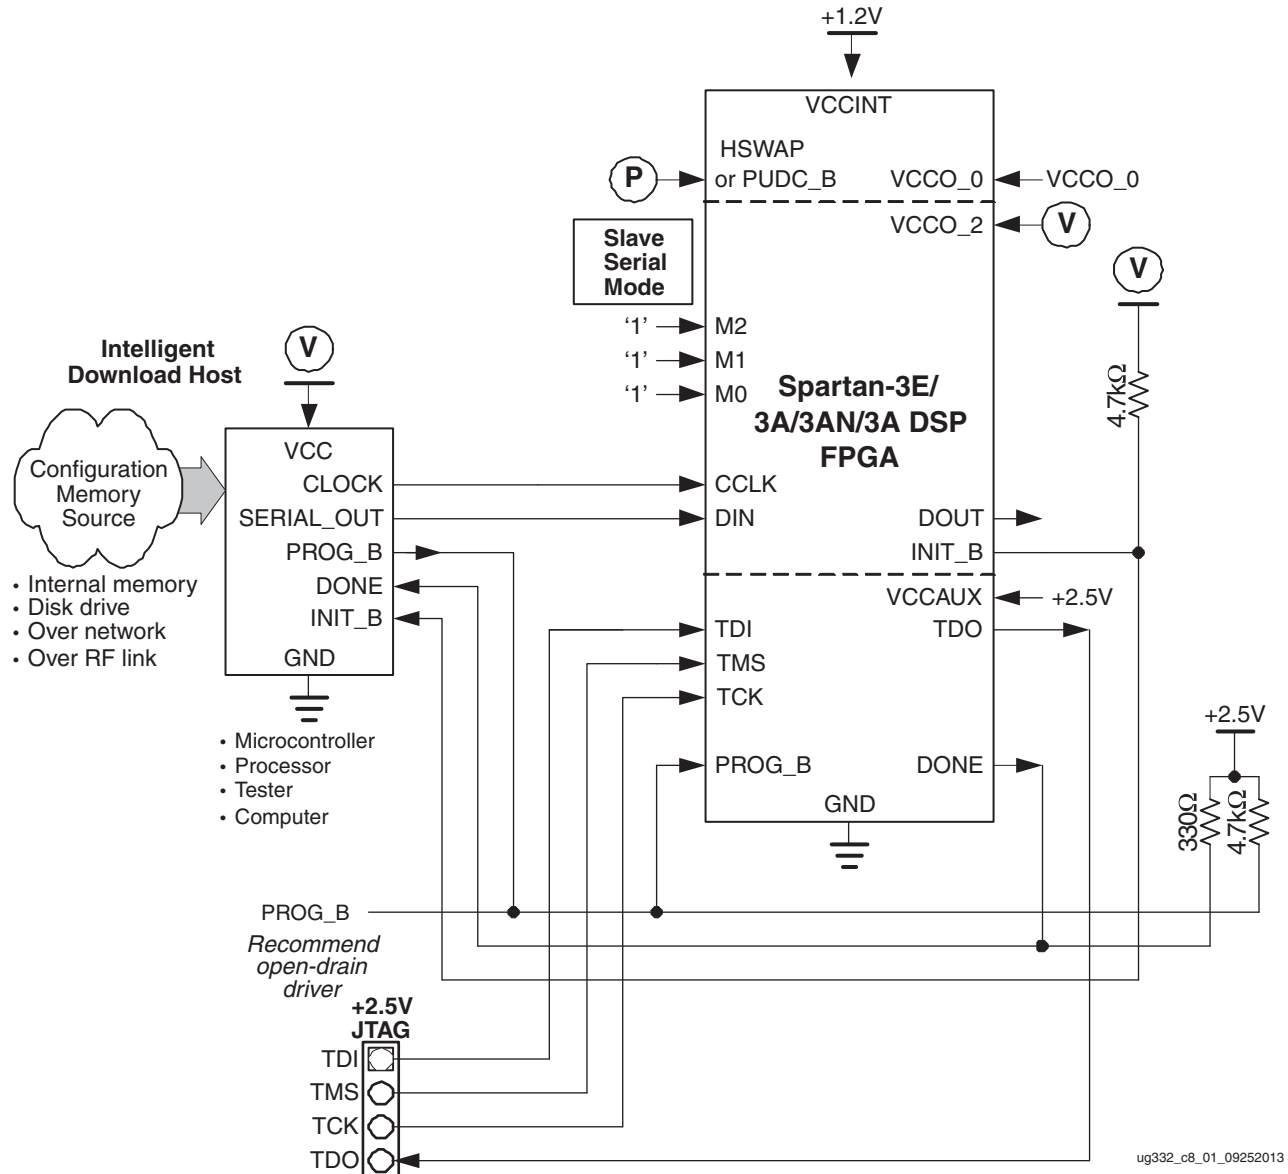 +1.2V
VCCINT
HSWAP
or PUDC_B
P
VCCO_0
VCCO_0
VCCO_2
V
Slave
Serial
Mode
V
'1'
M2
'1'
M1
'1'
M0
Spartan-3E/
3A/3AN/3A DSP
FPGA
4.7kΩ
Intelligent
Download Host
V
VCC
Configuration
Memory
Source
CLOCK
CCLK
SERIAL_OUT
DIN
DOUT
PROG_B
INIT_B
DONE
INIT_B
GND
• Internal memory
• Disk drive
• Over network
• Over RF link
VCCAUX
+2.5V
TDI
TDO
TMS
TCK
• Microcontroller
• Processor
• Tester
• Computer
PROG_B
DONE
GND
+2.5V
330Ω
4.7kΩ
PROG_B
Recommend
open-drain
driver
+2.5V
JTAG
TDI
TMS
TCK
TDO
ug332_c8_01_09252013